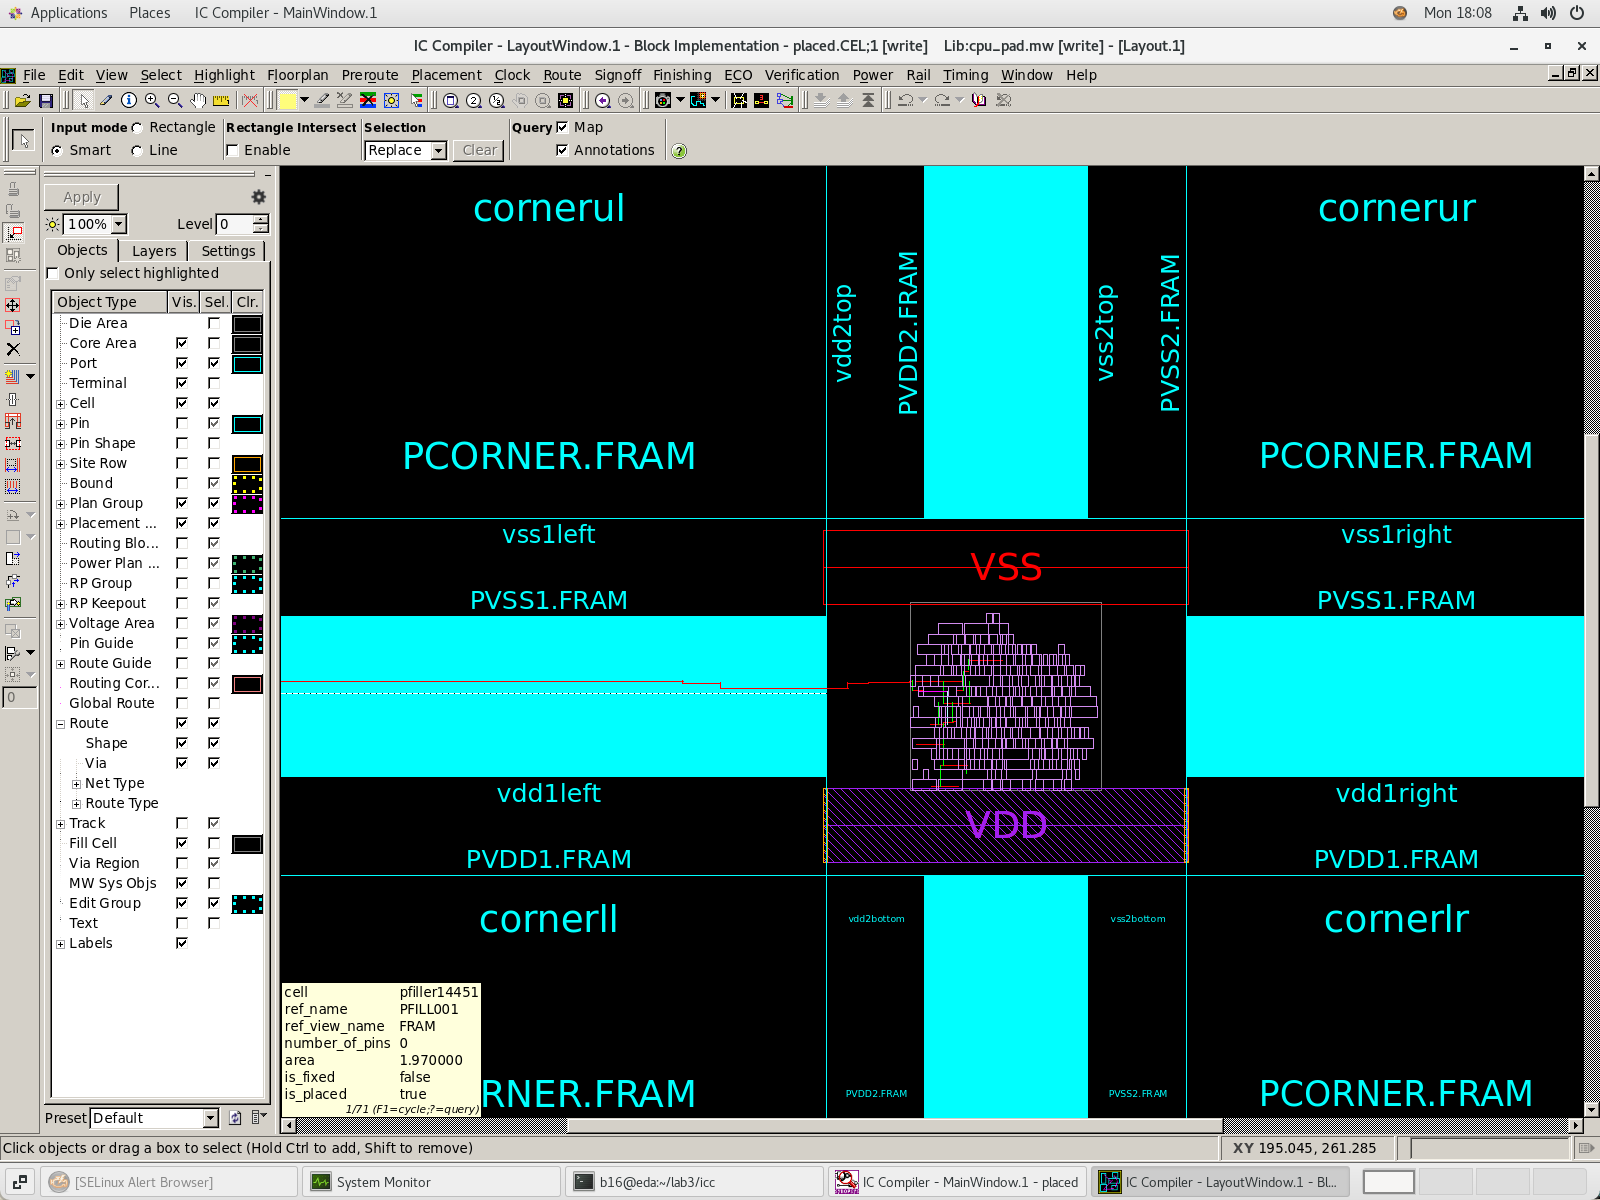 Applications Places IC Compiler - MainWindow.1 Mon 18:08
IC Compiler - LayoutWindow.1 - Block Implementation - placed.CEL;1 [write] Lib:cpu_pad.mw [write] - [Layout.1]
File Edit View Select Highlight Floorplan Preroute Placement Clock Route Signoff Finishing ECO Verification Power Rail Timing Window Help
Input mode Rectangle Rectangle Intersect Selection Query Map
Smart Line Enable Replace Clear Annotations
Apply
100% Level 0
Objects Layers Settings
Only select highlighted
Object Type Vis. Sel. Clr.
Die Area
Core Area
Port
Terminal
Cell
Pin
Pin Shape
Site Row
Bound
Plan Group
Placement ...
Routing Blo...
Power Plan ...
RP Group
RP Keepout
Voltage Area
Pin Guide
Route Guide
Routing Cor...
Global Route
Route
Shape
Via
Net Type
Route Type
Track
Fill Cell
Via Region
MW Sys Objs
Edit Group
Text
Labels
0
Preset Default
cornerul
PCORNER.FRAM
vdd2top
PVDD2.FRAM
vss2top
PVSS2.FRAM
cornerur
PCORNER.FRAM
vss1left
PVSS1.FRAM
VSS
vss1right
PVSS1.FRAM
vdd1left
PVDD1.FRAM
VDD
vdd1right
PVDD1.FRAM
cornerll
vdd2bottom
vss2bottom
cornerlr
RNER.FRAM
PVDD2.FRAM
PVSS2.FRAM
PCORNER.FRAM
cell pfiller14451
ref_name PFILL001
ref_view_name FRAM
number_of_pins 0
area 1.970000
is_fixed false
is_placed true
1/71 (F1=cycle;?=query)
Click objects or drag a box to select (Hold Ctrl to add, Shift to remove) XY 195.045, 261.285
[SELinux Alert Browser] System Monitor b16@eda:~/lab3/icc IC Compiler - MainWindow.1 - placed IC Compiler - LayoutWindow.1 - Bl...